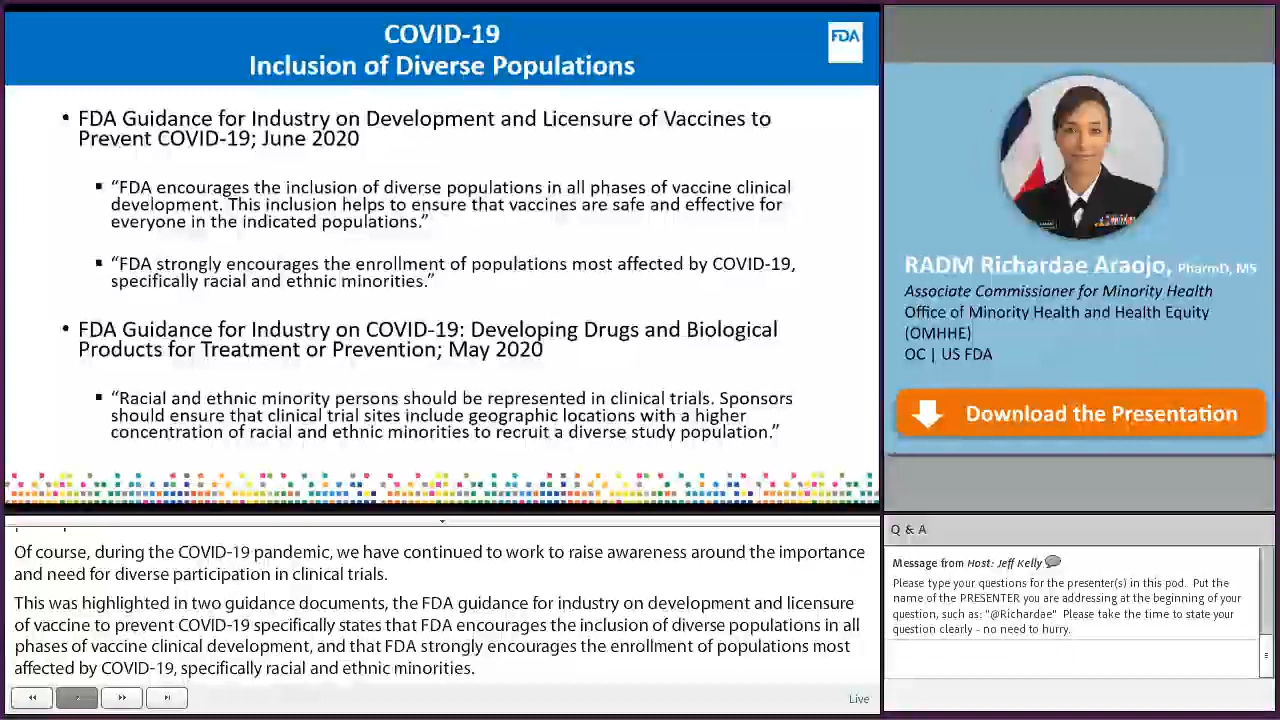 COVID-19
Inclusion of Diverse Populations
FDA
• FDA Guidance for Industry on Development and Licensure of Vaccines to
Prevent COVID-19; June 2020
▪ “FDA encourages the inclusion of diverse populations in all phases of vaccine clinical
development. This inclusion helps to ensure that vaccines are safe and effective for
everyone in the indicated populations.”
▪ “FDA strongly encourages the enrollment of populations most affected by COVID-19,
specifically racial and ethnic minorities.”
• FDA Guidance for Industry on COVID-19: Developing Drugs and Biological
Products for Treatment or Prevention; May 2020
▪ “Racial and ethnic minority persons should be represented in clinical trials. Sponsors
should ensure that clinical trial sites include geographic locations with a higher
concentration of racial and ethnic minorities to recruit a diverse study population.”
RADM Richardae Araojo, PharmD, MS
Associate Commissioner for Minority Health
Office of Minority Health and Health Equity
(OMHHE)
OC | US FDA
Download the Presentation
Of course, during the COVID-19 pandemic, we have continued to work to raise awareness around the importance
and need for diverse participation in clinical trials.
This was highlighted in two guidance documents, the FDA guidance for industry on development and licensure
of vaccine to prevent COVID-19 specifically states that FDA encourages the inclusion of diverse populations in all
phases of vaccine clinical development, and that FDA strongly encourages the enrollment of populations most
affected by COVID-19, specifically racial and ethnic minorities.
Live
Q & A
Message from Host: Jeff Kelly
Please type your questions for the presenter(s) in this pod. Put the
name of the PRESENTER you are addressing at the beginning of your
question, such as: "@Richardae" Please take the time to state your
question clearly - no need to hurry.